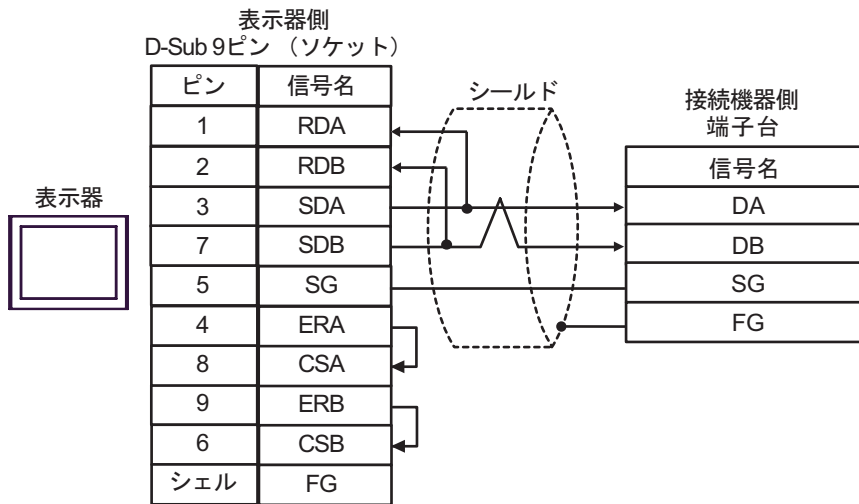 表示器側
D-Sub 9ピン （ソケット）
ピン 信号名
1 RDA
2 RDB
3 SDA
7 SDB
5 SG
4 ERA
8 CSA
9 ERB
6 CSB
シェル FG
表示器
シールド
接続機器側
端子台
信号名
DA
DB
SG
FG